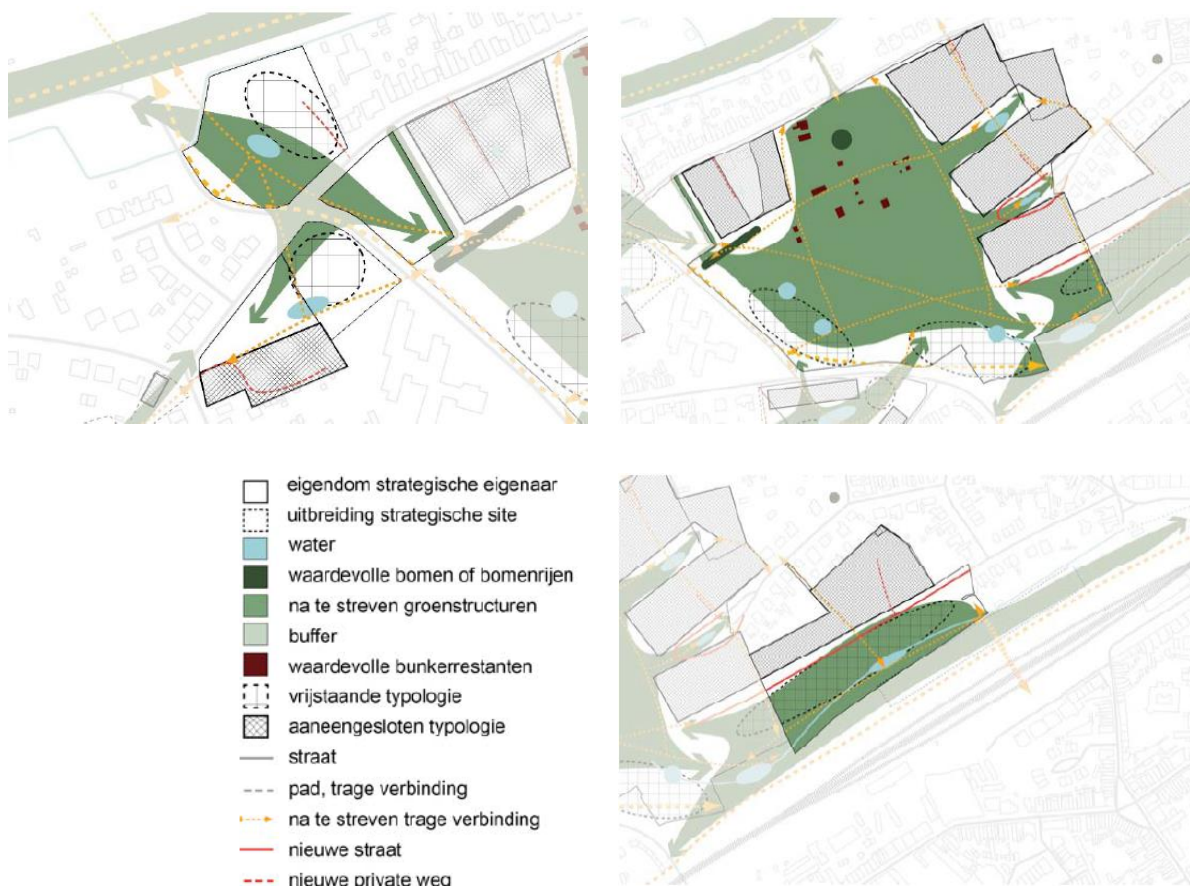 eigendom strategische eigenaar
uitbreiding strategische site
water
waardevolle bomen of bomenrijen
na te streven groenstructuren
buffer
waardevolle bunkerrestanten
vrijstaande typologie
aaneengesloten typologie
straat
pad, trage verbinding
na te streven trage verbinding
nieuwe straat
nieuwe private weg